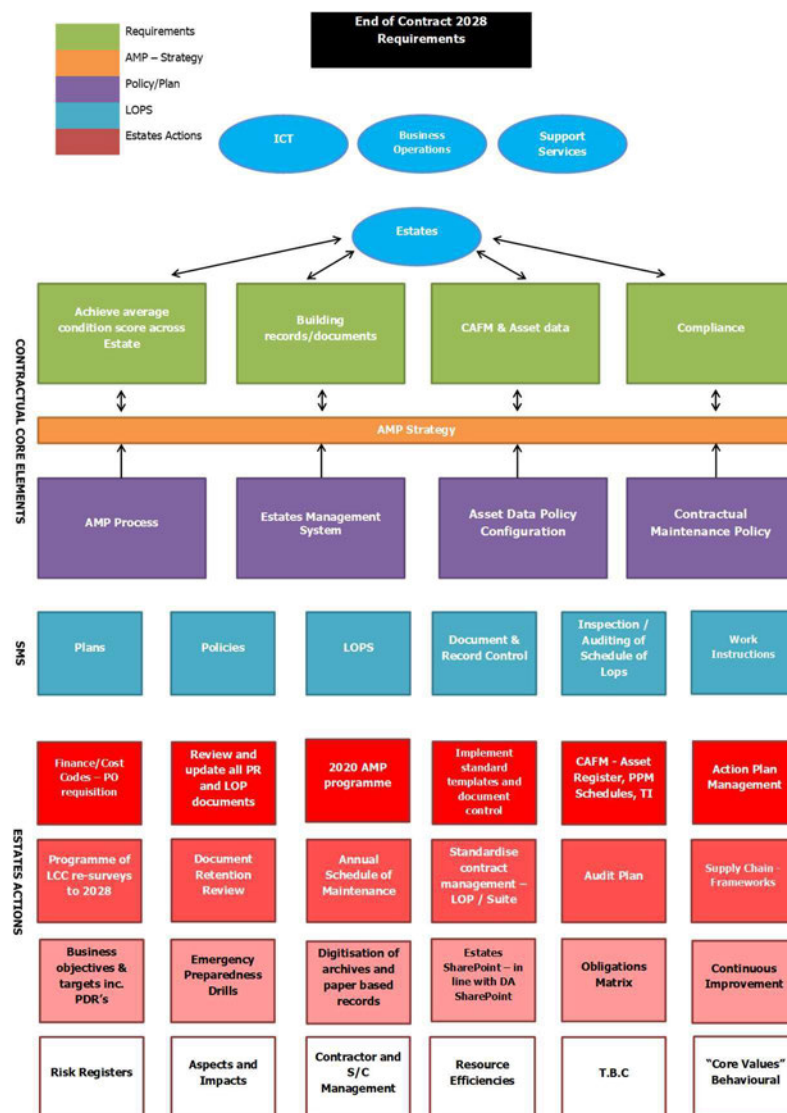 End of Contract 2028
Requirements
Requirements
AMP – Strategy
Policy/Plan
LOPS
Estates Actions
ICT
Business
Operations
Support
Services
Estates
CONTRACTUAL CORE ELEMENTS
Achieve average
condition score across
Estate
Building
records/documents
CAFM & Asset data
Compliance
AMP Strategy
AMP Process
Estates Management
System
Asset Data Policy
Configuration
Contractual
Maintenance Policy
SMS
Plans
Policies
LOPS
Document &
Record Control
Inspection /
Auditing of
Schedule of
Lops
Work
Instructions
ESTATES ACTIONS
Finance/Cost
Codes – PO
requisition
Review and
update all PR
and LOP
documents
2020 AMP
programme
Implement
standard
templates and
document
control
CAFM - Asset
Register, PPM
Schedules, TI
Action Plan
Management
Programme of
LCC re-surveys
to 2028
Document
Retention
Review
Annual
Schedule of
Maintenance
Standardise
contract
management –
LOP / Suite
Audit Plan
Supply Chain -
Frameworks
Business
objectives &
targets inc.
PDR's
Emergency
Preparedness
Drills
Digitisation of
archives and
paper based
records
Estates
SharePoint – in
line with DA
SharePoint
Obligations
Matrix
Continuous
Improvement
Risk Registers
Aspects and
Impacts
Contractor and
S/C
Management
Resource
Efficiencies
T.B.C
"Core Values"
Behavioural